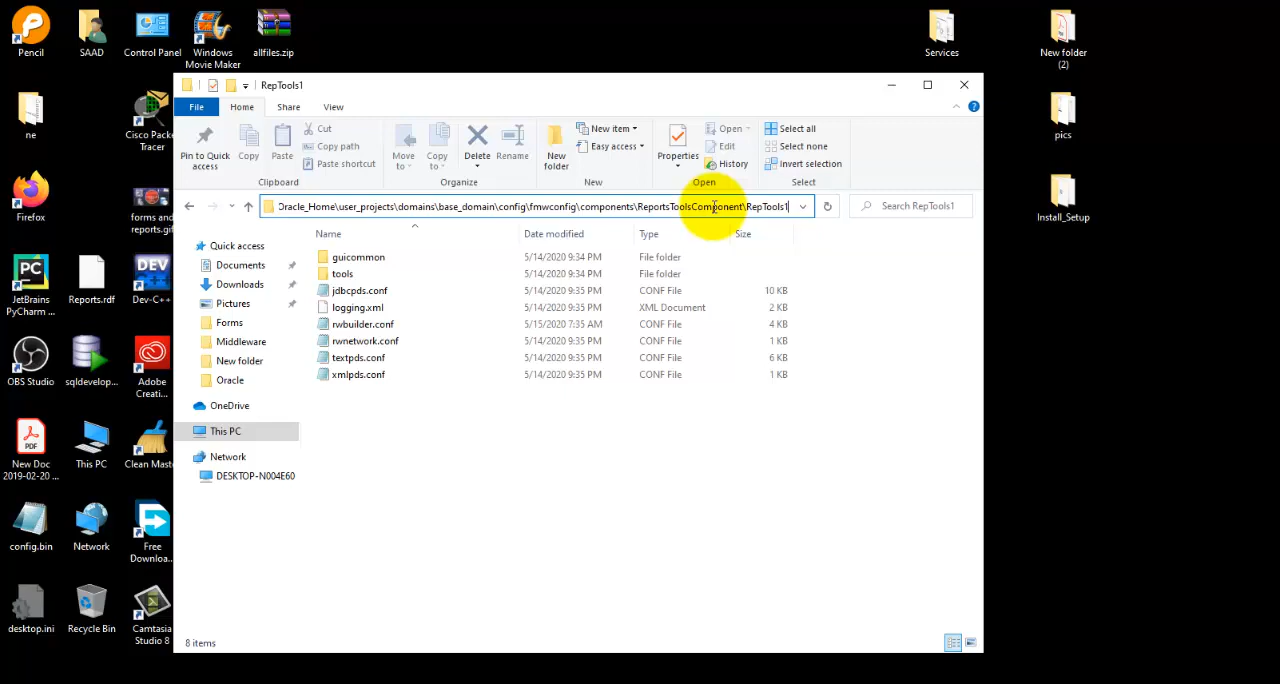 Pencil
SAAD
Control Panel
Windows
Movie Maker
allfiles.zip
Services
New folder
(2)
ne
Cisco Packe
Tracer
pics
Firefox
forms and
reports.gif
Install_Setup
JetBrains
PyCharm ...
Reports.rdf
Dev-C++
OBS Studio
sqldevelop...
Adobe
Creati...
New Doc
2019-02-20 ...
This PC
Clean Mast
config.bin
Network
Free
Downloa...
desktop.ini
Recycle Bin
Camtasia
Studio 8
RepTools1
File
Home
Share
View
Pin to Quick
access
Copy
Paste
Cut
Copy path
Paste shortcut
Clipboard
Move
to
Copy
to
Delete
Rename
Organize
New
folder
New item
Easy access
New
Properties
Open
Edit
History
Open
Select all
Select none
Invert selection
Select
Oracle_Home\user_projects\domains\base_domain\config\fmwconfig\components\ReportsToolsComponent\RepTools1
Search RepTools1
Name Date modified Type Size
Quick access
Documents
Downloads
Pictures
Forms
Middleware
New folder
Oracle
OneDrive
This PC
Network
DESKTOP-N004E60
guicommon 5/14/2020 9:34 PM File folder
tools 5/14/2020 9:34 PM File folder
jdbcpds.conf 5/14/2020 9:35 PM CONF File 10 KB
logging.xml 5/14/2020 9:35 PM XML Document 2 KB
rwbuilder.conf 5/15/2020 7:35 AM CONF File 4 KB
rwnetwork.conf 5/14/2020 9:35 PM CONF File 1 KB
textpds.conf 5/14/2020 9:35 PM CONF File 6 KB
xmlpds.conf 5/14/2020 9:35 PM CONF File 1 KB
8 items